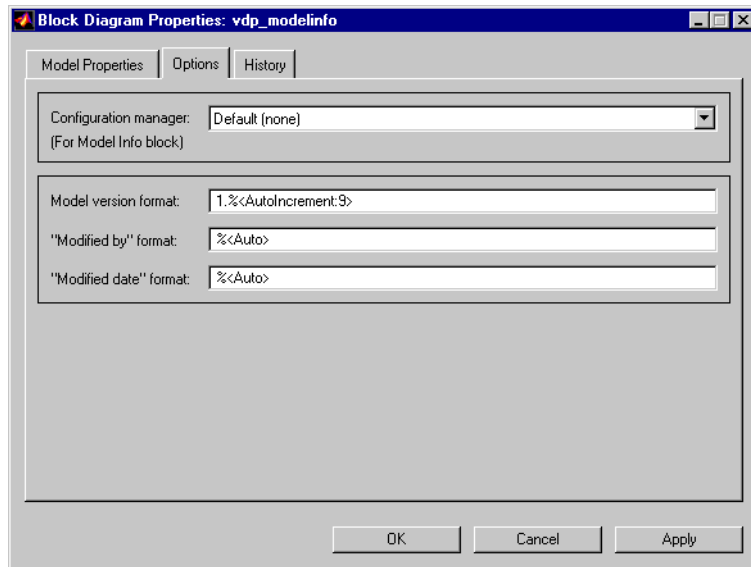 Block Diagram Properties: vdp_modelinfo
Model Properties Options History
Configuration manager: Default (none)
(For Model Info block)
Model version format: 1.%<AutoIncrement:9>
"Modified by" format: %<Auto>
"Modified date" format: %<Auto>
OK Cancel Apply